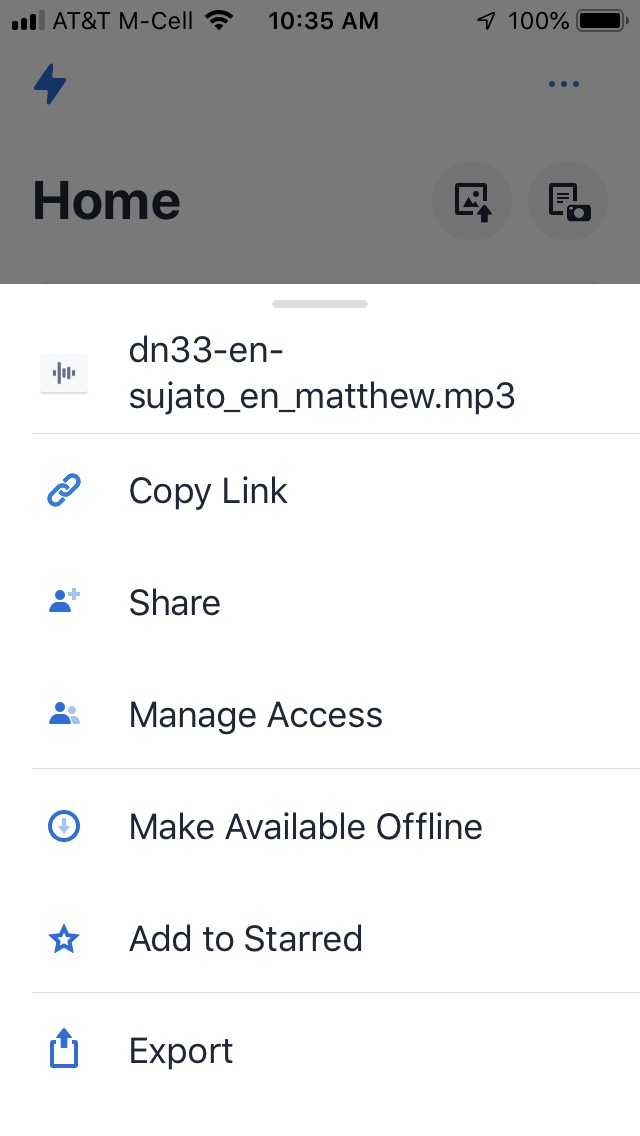 AT&T M-Cell 10:35 AM 100%
Home
dn33-en-
sujato_en_matthew.mp3
Copy Link
Share
Manage Access
Make Available Offline
Add to Starred
Export